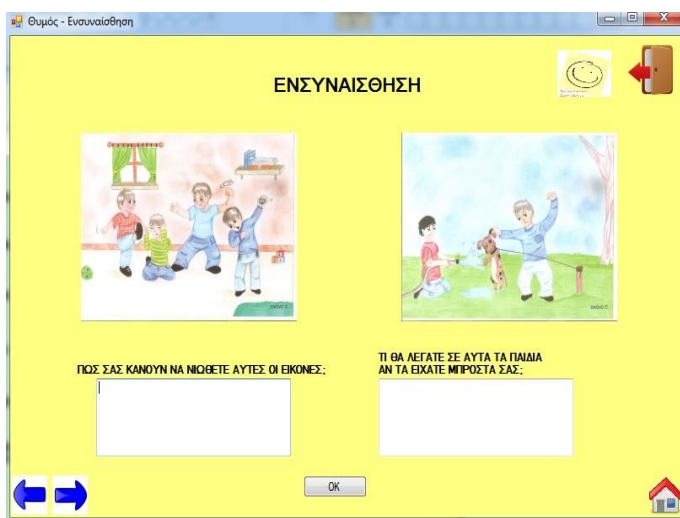 Θυμός - Ενσυναίσθηση
ΕΝΣΥΝΑΙΣΘΗΣΗ
ΠΩΣ ΣΑΣ ΚΑΝΟΥΝ ΝΑ ΝΙΩΘΕΤΕ ΑΥΤΕΣ ΟΙ ΕΙΚΟΝΕΣ;
ΤΙ ΘΑ ΛΕΓΑΤΕ ΣΕ ΑΥΤΑ ΤΑ ΠΑΙΔΙΑ
ΑΝ ΤΑ ΕΙΧΑΤΕ ΜΠΡΟΣΤΑ ΣΑΣ;
OK